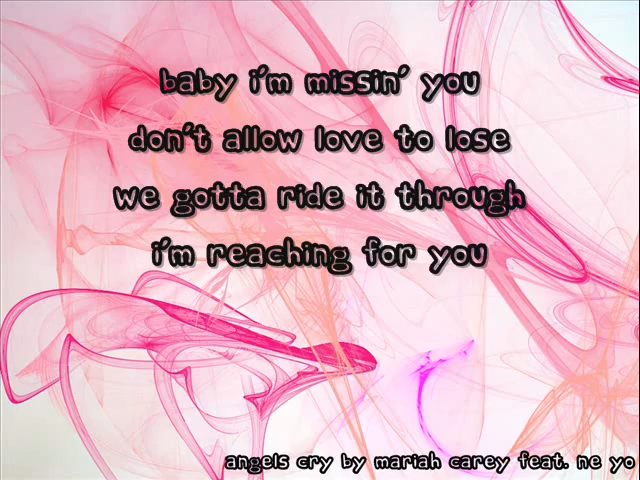 baby i'm missin' you
don't allow love to lose
we gotta ride it through
i'm reaching for you
angels cry by mariah carey feat. ne yo